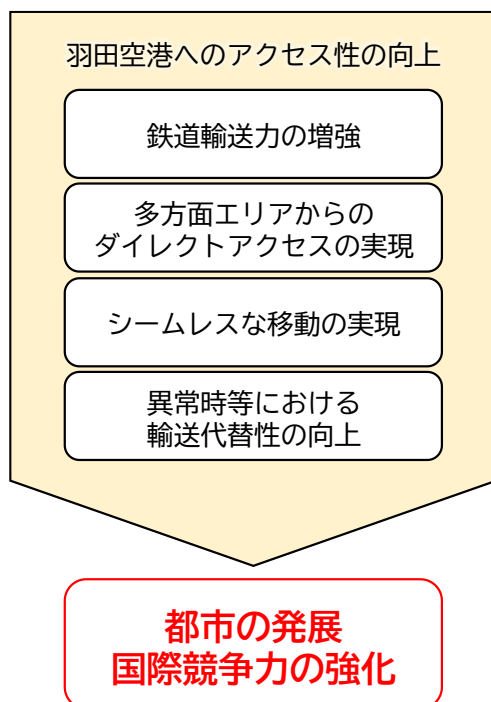 羽田空港へのアクセス性の向上
鉄道輸送力の増強
多方面エリアからの
ダイレクトアクセスの実現
シームレスな移動の実現
異常時等における
輸送代替性の向上
都市の発展
国際競争力の強化